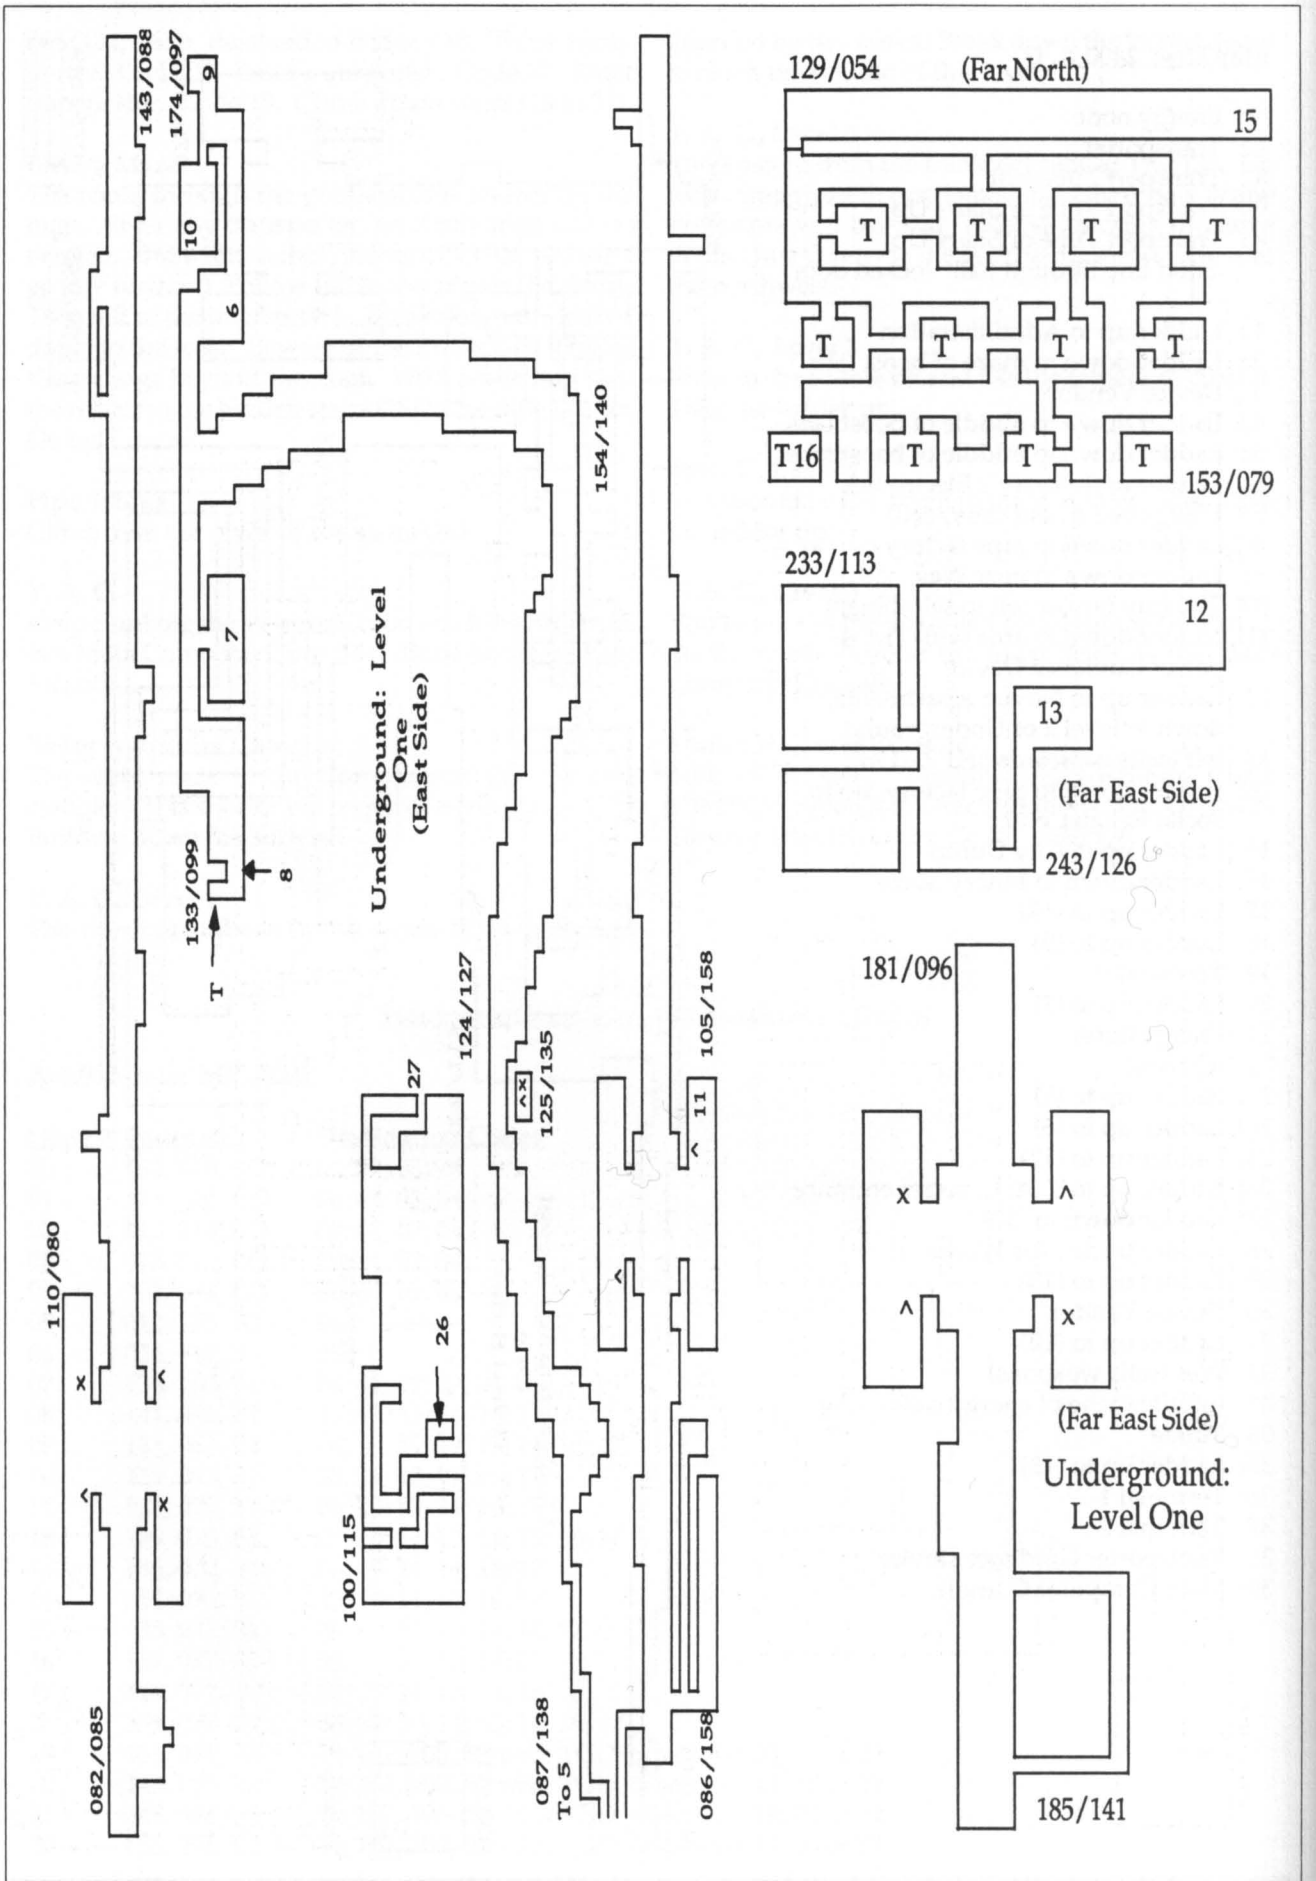 143/088
174/097
9
10
6
133/099
8
T
7
110/080
x
^
^
x
082/085
Underground: Level
One
(East Side)
27
26
100/115
154/140
124/127
^x
125/135
105/158
11
^
^
087/138
To 5
086/158
129/054
(Far North)
15
T
T
T
T
T
T
T
T
T16
T
T
T
153/079
233/113
12
13
(Far East Side)
243/126
181/096
x
^
^
x
(Far East Side)
Underground:
Level One
185/141